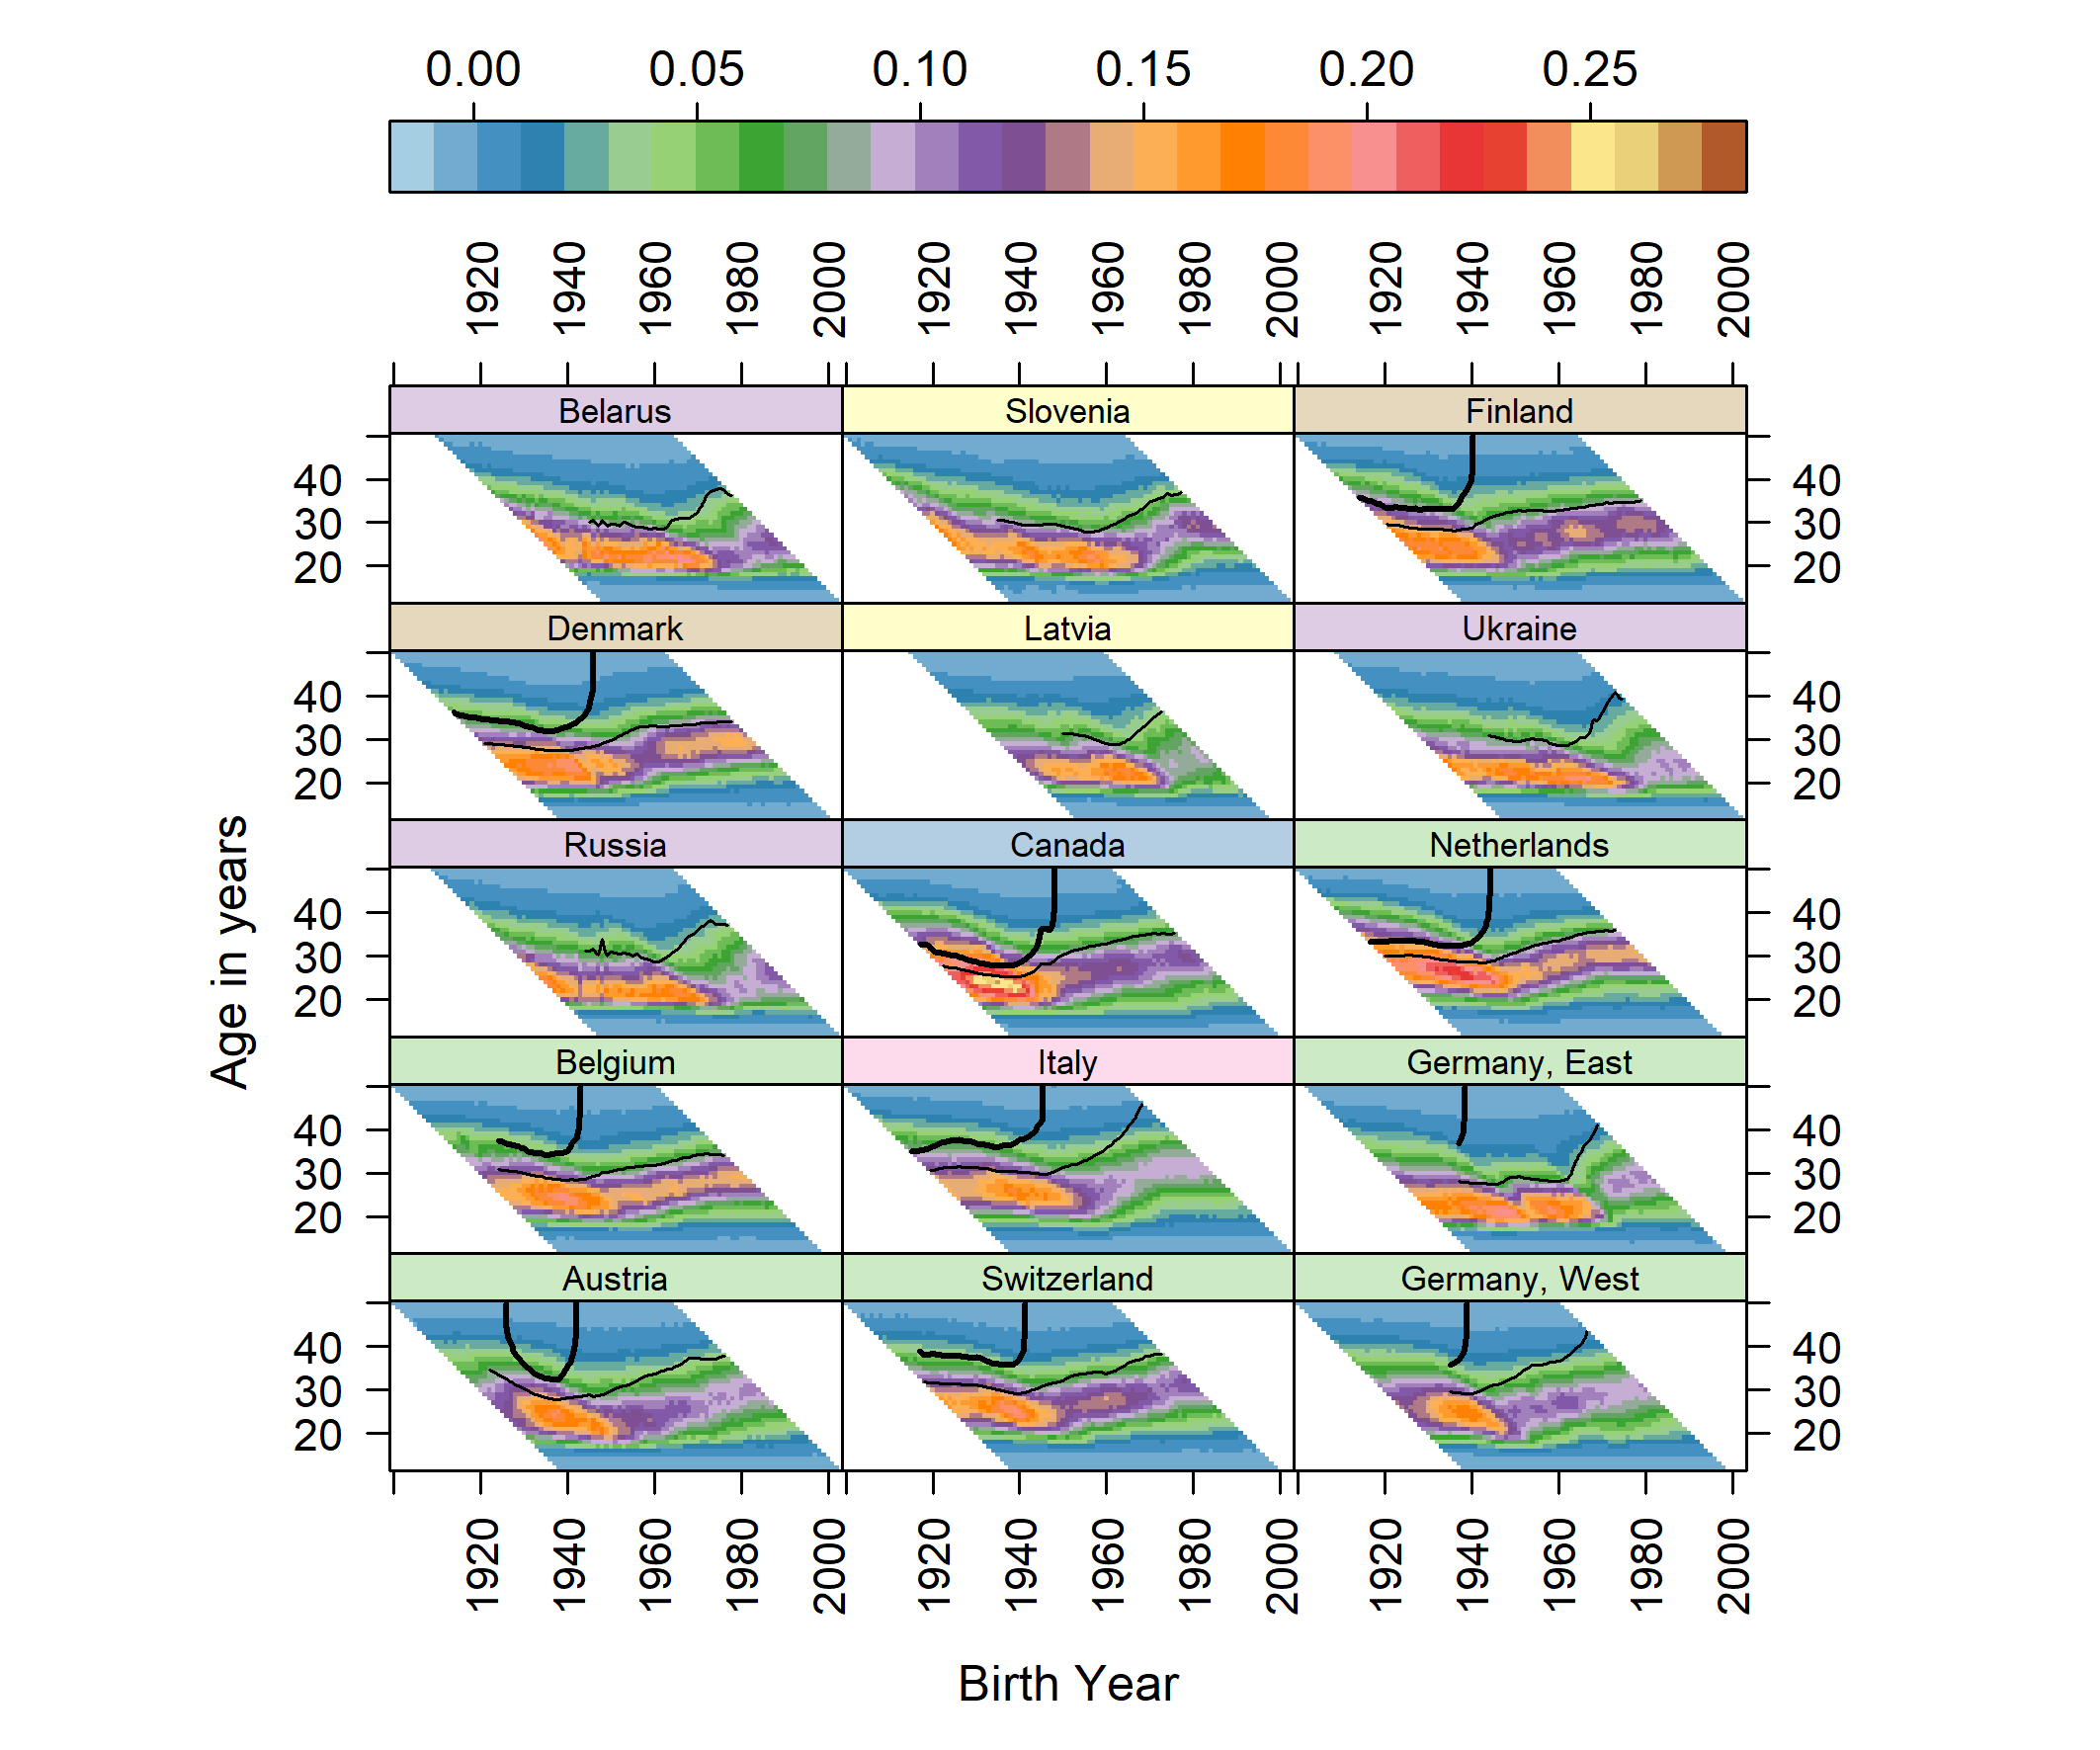 0.00 0.05 0.10 0.15 0.20 0.25
1920 1940 1960 1980 2000 1920 1940 1960 1980 2000 1920 1940 1960 1980 2000
Belarus Slovenia Finland
40 40
30 30
20 20
Denmark Latvia Ukraine
40 40
30 30
20 20
Russia Canada Netherlands
40 40
30 30
20 20
Belgium Italy Germany, East
40 40
30 30
20 20
Austria Switzerland Germany, West
40 40
30 30
20 20
Age in years
1920 1940 1960 1980 2000 1920 1940 1960 1980 2000 1920 1940 1960 1980 2000
Birth Year